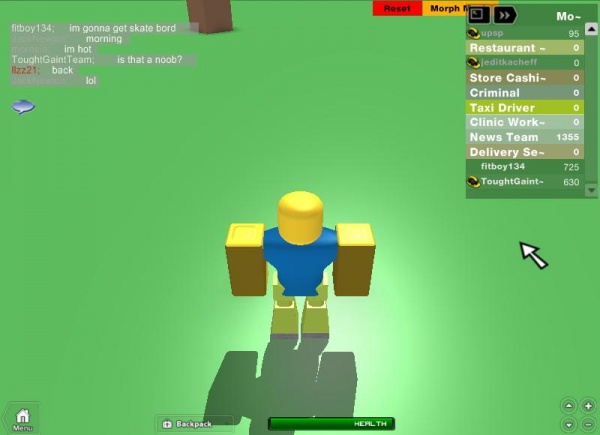 fitboy134; im gonna get skate bord
morning
im hot
ToughtGaintTeam; is that a noob?
llzz21; back
lol
Reset
Morph M
Mo~
upsp 95
Restaurant ~ 0
jeditkacheff 0
Store Cashi~ 0
Criminal 0
Taxi Driver 0
Clinic Work~ 0
News Team 1355
Delivery Se~ 0
fitboy134 725
ToughtGaint~ 630
Menu
Backpack
HEALTH